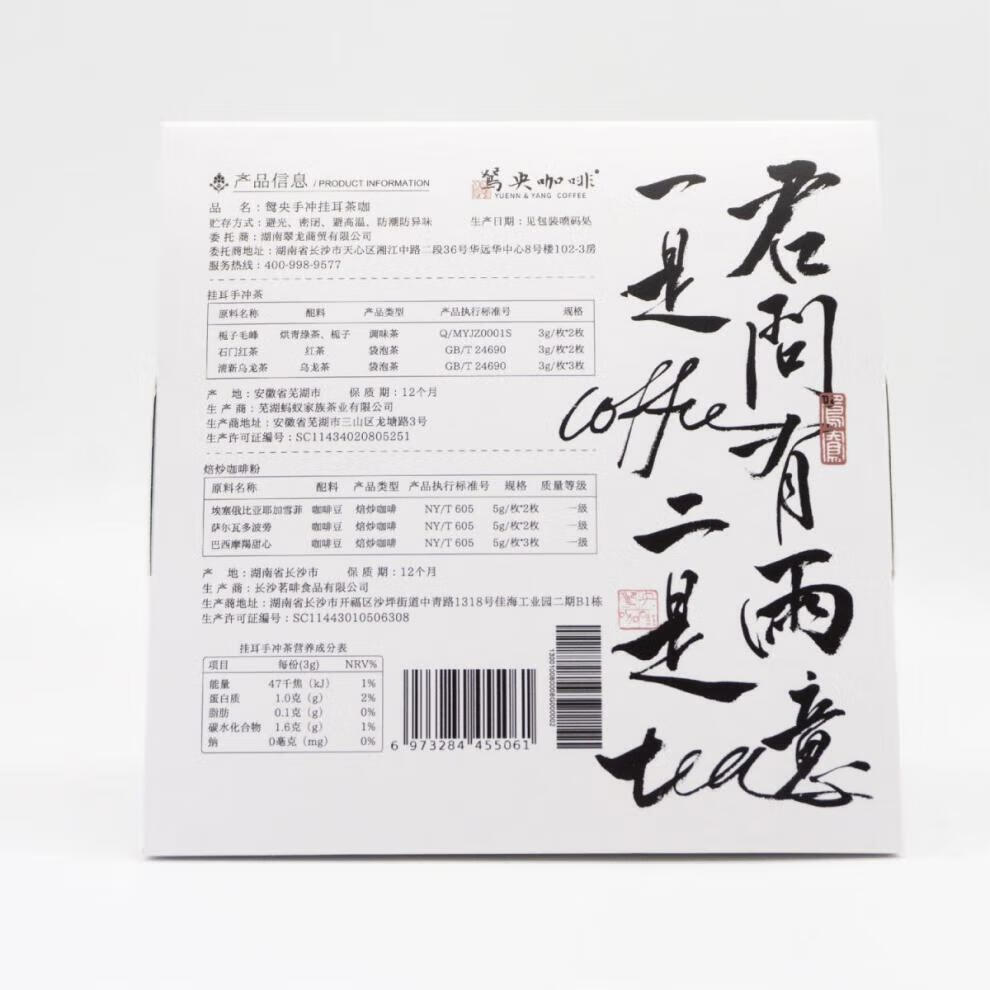 产品信息 / PRODUCT INFORMATION
鸳央咖啡
YUENN & YANG COFFEE
品 名：鸳央手冲挂耳茶咖
贮存方式：避光、密闭、避高温、防潮防异味 生产日期：见包装喷码处
委托商：湖南翠龙商贸有限公司
委托商地址：湖南省长沙市天心区湘江中路二段36号华远华中心8号楼102-3房
服务热线：400-998-9577
挂耳手冲茶
原料名称 配料 产品类型 产品执行标准号 规格
栀子毛峰 烘青绿茶、栀子 调味茶 Q/MYJZ0001S 3g/枚*2枚
石门红茶 红茶 袋泡茶 GB/T 24690 3g/枚*2枚
清新乌龙茶 乌龙茶 袋泡茶 GB/T 24690 3g/枚*3枚
产 地：安徽省芜湖市 保质期：12个月
生产商：芜湖蚂蚁家族茶业有限公司
生产商地址：安徽省芜湖市三山区龙塘路3号
生产许可证编号：SC11434020805251
焙炒咖啡粉
原料名称 配料 产品类型 产品执行标准号 规格 质量等级
埃塞俄比亚耶加雪菲 咖啡豆 焙炒咖啡 NY/T 605 5g/枚*2枚 一级
萨尔瓦多波旁 咖啡豆 焙炒咖啡 NY/T 605 5g/枚*2枚 一级
巴西摩羯甜心 咖啡豆 焙炒咖啡 NY/T 605 5g/枚*3枚 一级
产 地：湖南省长沙市 保质期：12个月
生产商：长沙茗啡食品有限公司
生产商地址：湖南省长沙市开福区沙坪街道中青路1318号佳海工业园二期B1栋
生产许可证编号：SC11443010506308
挂耳手冲茶营养成分表
项目 每份(3g) NRV%
能量 47千焦（kJ） 1%
蛋白质 1.0克（g） 2%
脂肪 0.1克（g） 0%
碳水化合物 1.6克（g） 1%
钠 0毫克（mg） 0%
6 973284 455061
君问有两意
一是coffee二是tea